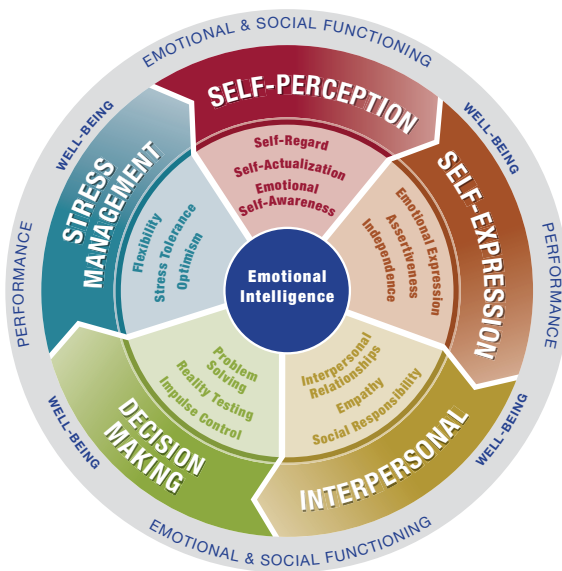 EMOTIONAL & SOCIAL FUNCTIONING
WELL-BEING
WELL-BEING
PERFORMANCE
PERFORMANCE
WELL-BEING
WELL-BEING
EMOTIONAL & SOCIAL FUNCTIONING
SELF-PERCEPTION
Self-Regard
Self-Actualization
Emotional
Self-Awareness
SELF-EXPRESSION
Emotional Expression
Assertiveness
Independence
INTERPERSONAL
Interpersonal
Relationships
Empathy
Social Responsibility
DECISION
MAKING
Problem
Solving
Reality Testing
Impulse Control
STRESS
MANAGEMENT
Flexibility
Stress Tolerance
Optimism
Emotional
Intelligence